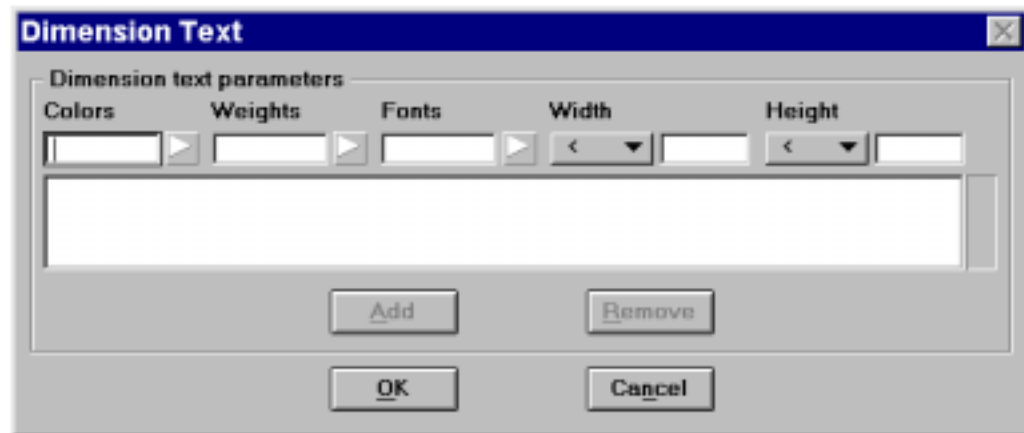 Dimension Text
Dimension text parameters
Colors Weights Fonts Width Height
< <
Add Remove
OK Cancel